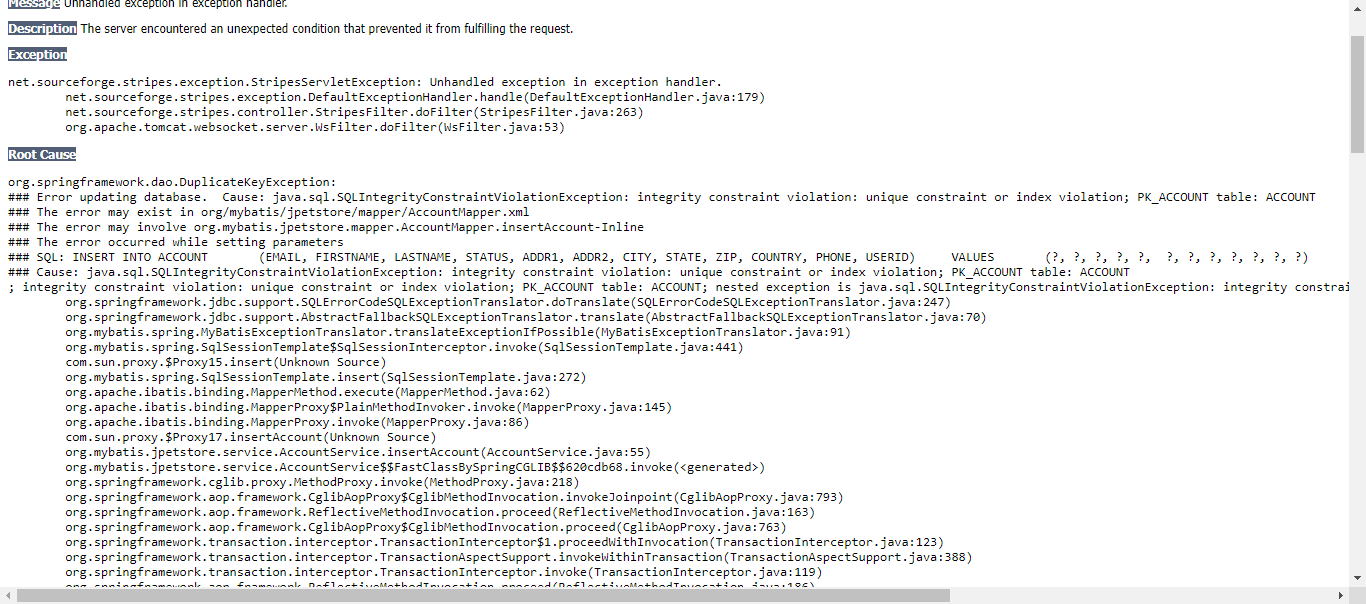 Message Unhandled exception in exception handler.
Description The server encountered an unexpected condition that prevented it from fulfilling the request.
Exception
net.sourceforge.stripes.exception.StripesServletException: Unhandled exception in exception handler.
net.sourceforge.stripes.exception.DefaultExceptionHandler.handle(DefaultExceptionHandler.java:179)
net.sourceforge.stripes.controller.StripesFilter.doFilter(StripesFilter.java:263)
org.apache.tomcat.websocket.server.WsFilter.doFilter(WsFilter.java:53)
Root Cause
org.springframework.dao.DuplicateKeyException:
### Error updating database.  Cause: java.sql.SQLIntegrityConstraintViolationException: integrity constraint violation: unique constraint or index violation; PK_ACCOUNT table: ACCOUNT
### The error may exist in org/mybatis/jpetstore/mapper/AccountMapper.xml
### The error may involve org.mybatis.jpetstore.mapper.AccountMapper.insertAccount-Inline
### The error occurred while setting parameters
### SQL: INSERT INTO ACCOUNT       (EMAIL, FIRSTNAME, LASTNAME, STATUS, ADDR1, ADDR2, CITY, STATE, ZIP, COUNTRY, PHONE, USERID)     VALUES       (?, ?, ?, ?, ?,  ?, ?, ?, ?, ?, ?, ?)
### Cause: java.sql.SQLIntegrityConstraintViolationException: integrity constraint violation: unique constraint or index violation; PK_ACCOUNT table: ACCOUNT
; integrity constraint violation: unique constraint or index violation; PK_ACCOUNT table: ACCOUNT; nested exception is java.sql.SQLIntegrityConstraintViolationException: integrity constrai
org.springframework.jdbc.support.SQLErrorCodeSQLExceptionTranslator.doTranslate(SQLErrorCodeSQLExceptionTranslator.java:247)
org.springframework.jdbc.support.AbstractFallbackSQLExceptionTranslator.translate(AbstractFallbackSQLExceptionTranslator.java:70)
org.mybatis.spring.MyBatisExceptionTranslator.translateExceptionIfPossible(MyBatisExceptionTranslator.java:91)
org.mybatis.spring.SqlSessionTemplate$SqlSessionInterceptor.invoke(SqlSessionTemplate.java:441)
com.sun.proxy.$Proxy15.insert(Unknown Source)
org.mybatis.spring.SqlSessionTemplate.insert(SqlSessionTemplate.java:272)
org.apache.ibatis.binding.MapperMethod.execute(MapperMethod.java:62)
org.apache.ibatis.binding.MapperProxy$PlainMethodInvoker.invoke(MapperProxy.java:145)
org.apache.ibatis.binding.MapperProxy.invoke(MapperProxy.java:86)
com.sun.proxy.$Proxy17.insertAccount(Unknown Source)
org.mybatis.jpetstore.service.AccountService.insertAccount(AccountService.java:55)
org.mybatis.jpetstore.service.AccountService$$FastClassBySpringCGLIB$$620cdb68.invoke(<generated>)
org.springframework.cglib.proxy.MethodProxy.invoke(MethodProxy.java:218)
org.springframework.aop.framework.CglibAopProxy$CglibMethodInvocation.invokeJoinpoint(CglibAopProxy.java:793)
org.springframework.aop.framework.ReflectiveMethodInvocation.proceed(ReflectiveMethodInvocation.java:163)
org.springframework.aop.framework.CglibAopProxy$CglibMethodInvocation.proceed(CglibAopProxy.java:763)
org.springframework.transaction.interceptor.TransactionInterceptor$1.proceedWithInvocation(TransactionInterceptor.java:123)
org.springframework.transaction.interceptor.TransactionAspectSupport.invokeWithinTransaction(TransactionAspectSupport.java:388)
org.springframework.transaction.interceptor.TransactionInterceptor.invoke(TransactionInterceptor.java:119)
org.springframework.aop.framework.ReflectiveMethodInvocation.proceed(ReflectiveMethodInvocation.java:186)